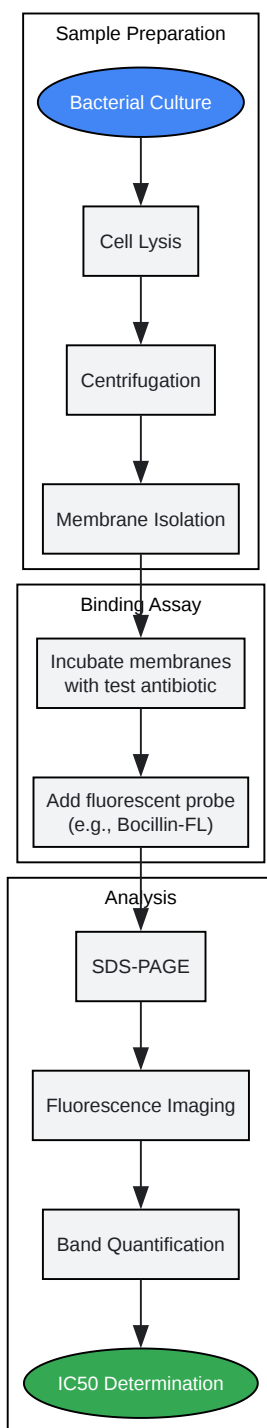 Sample Preparation
Bacterial Culture
Cell Lysis
Centrifugation
Membrane Isolation
Binding Assay
Incubate membranes
with test antibiotic
Add fluorescent probe
(e.g., Bocillin-FL)
Analysis
SDS-PAGE
Fluorescence Imaging
Band Quantification
IC50 Determination